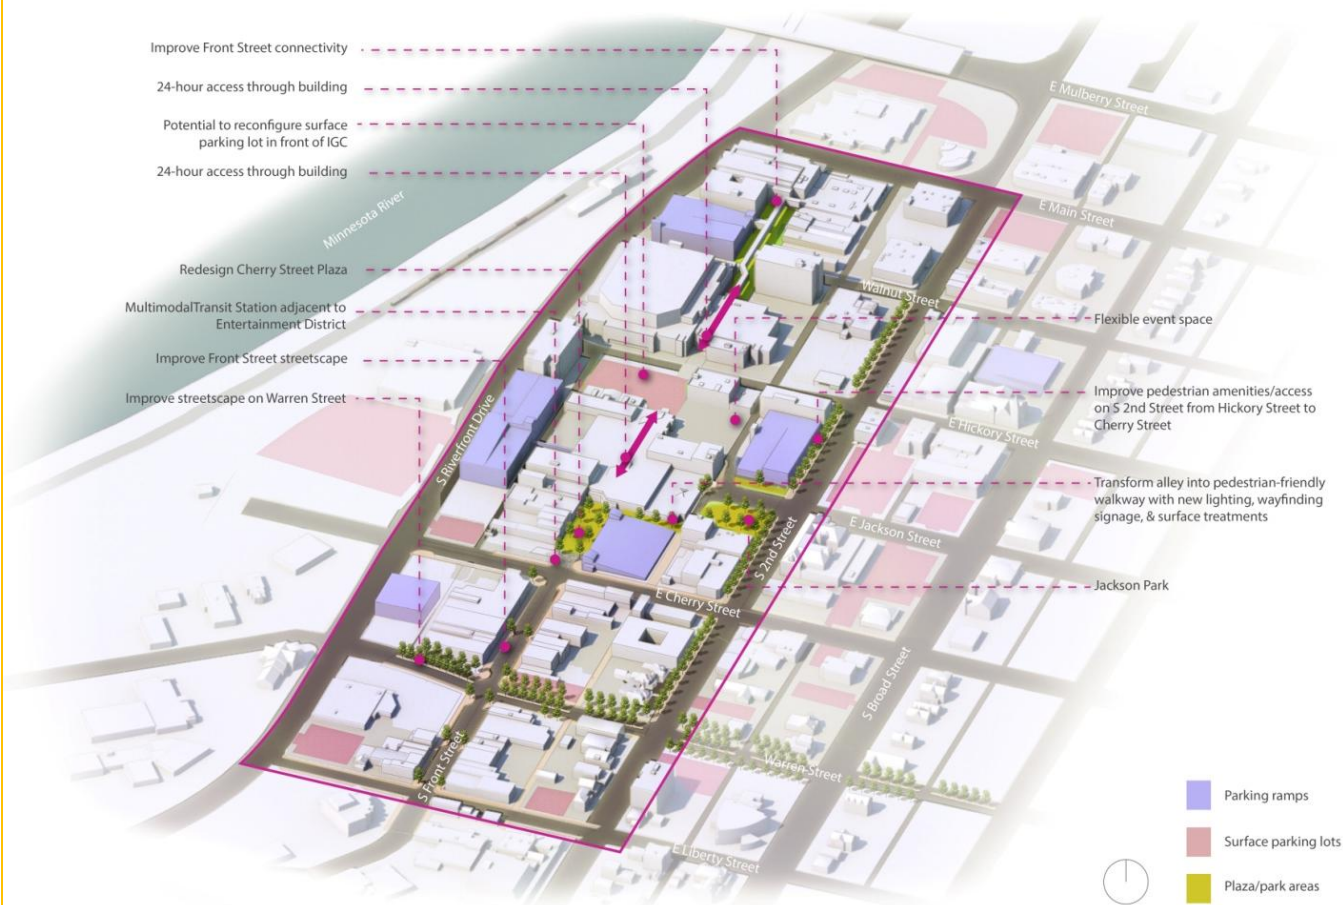 Improve Front Street connectivity
24-hour access through building
Potential to reconfigure surface
parking lot in front of IGC
24-hour access through building
Redesign Cherry Street Plaza
MultimodalTransit Station adjacent to
Entertainment District
Improve Front Street streetscape
Improve streetscape on Warren Street
Minnesota River
S Riverfront Drive
S Front Street
E Mulberry Street
E Main Street
Walnut Street
Flexible event space
Improve pedestrian amenities/access
on S 2nd Street from Hickory Street to
Cherry Street
E Hickory Street
Transform alley into pedestrian-friendly
walkway with new lighting, wayfinding
signage, & surface treatments
E Jackson Street
S 2nd Street
Jackson Park
E Cherry Street
S Broad Street
Warren Street
E Liberty Street
Parking ramps
Surface parking lots
Plaza/park areas